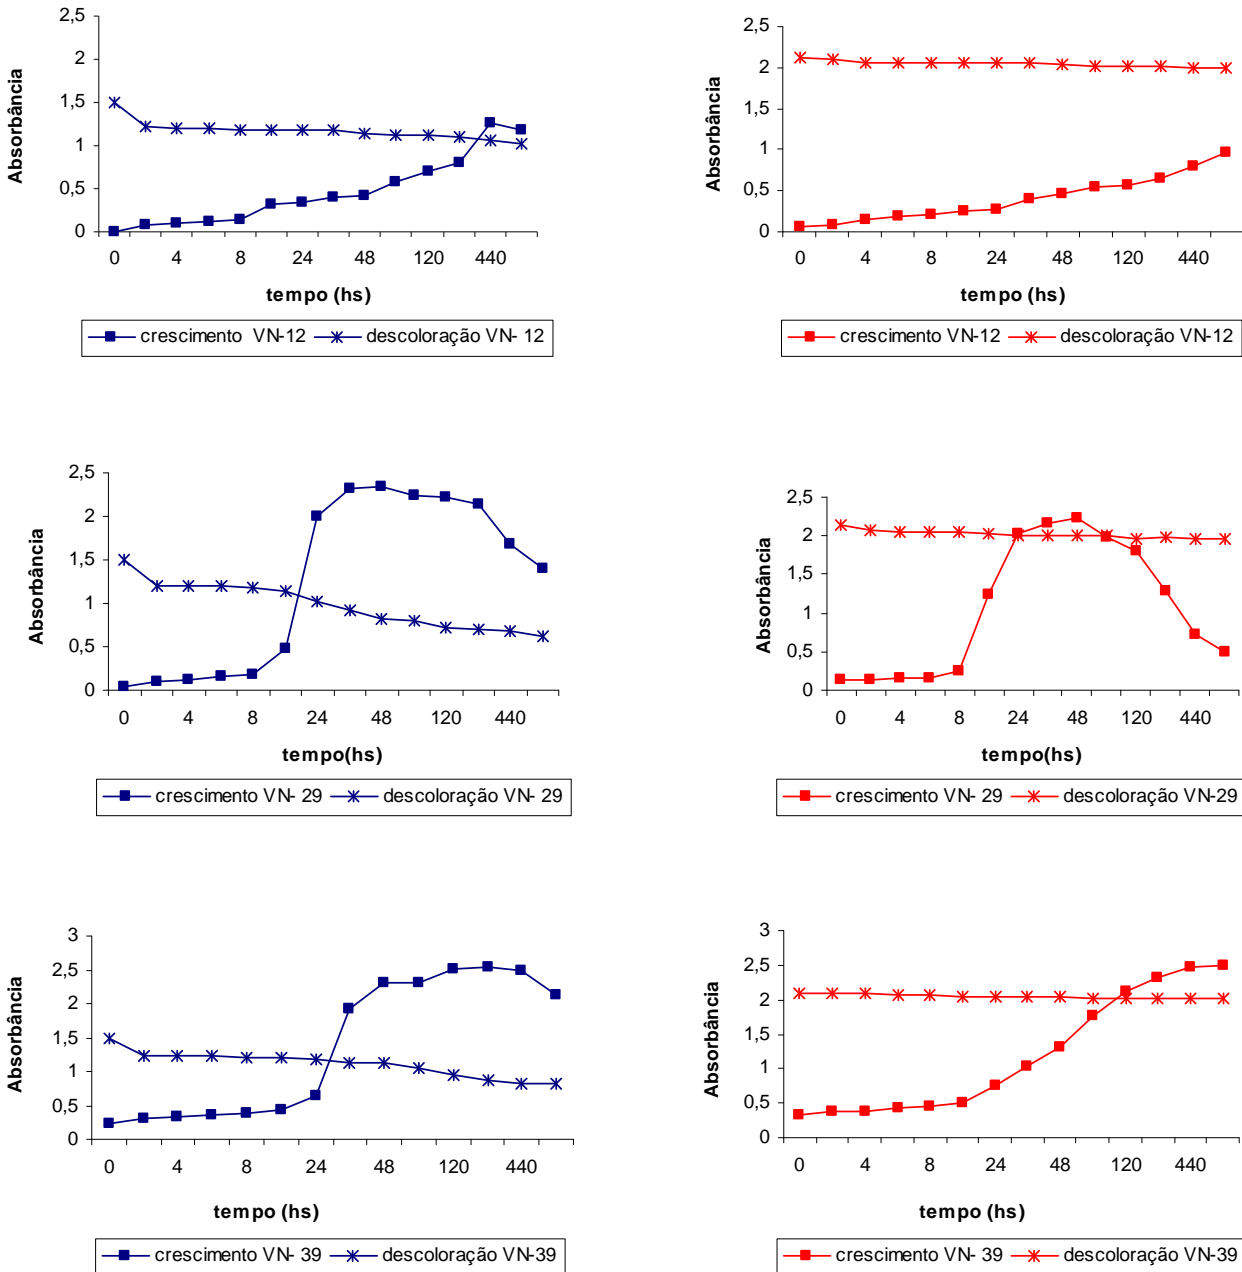 2,5
2
1,5
1
0,5
0
Absorbância
0 4 8 24 48 120 440
tempo (hs)
crescimento VN-12 descoloração VN- 12
2,5
2
1,5
1
0,5
0
Absorbância
0 4 8 24 48 120 440
tempo (hs)
crescimento VN-12 descoloração VN-12
2,5
2
1,5
1
0,5
0
Absorbância
0 4 8 24 48 120 440
tempo(hs)
crescimento VN- 29 descoloração VN- 29
2,5
2
1,5
1
0,5
0
Absorbância
0 4 8 24 48 120 440
tempo(hs)
crescimento VN- 29 descoloração VN-29
3
2,5
2
1,5
1
0,5
0
Absorbância
0 4 8 24 48 120 440
tempo (hs)
crescimento VN- 39 descoloração VN-39
3
2,5
2
1,5
1
0,5
0
Absorbância
0 4 8 24 48 120 440
tempo (hs)
crescimento VN- 39 descoloração VN-39